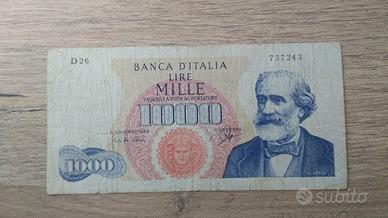 D 26 737243
BANCA D'ITALIA
LIRE
MILLE
PAGABILI A VISTA AL PORTATORE
1000
IL GOVERNATORE IL CASSIERE
1000
subito